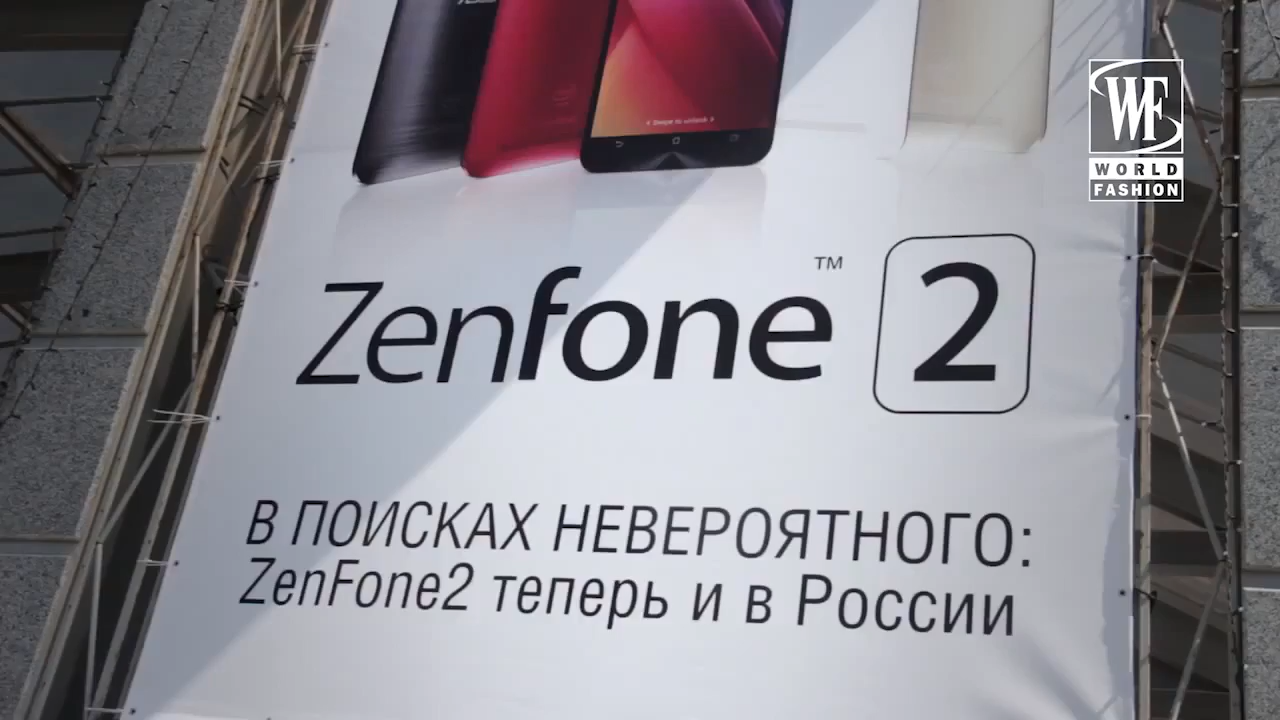 WF
WORLD
FASHION
Zenfone™ 2
В ПОИСКАХ НЕВЕРОЯТНОГО:
ZenFone2 теперь и в России